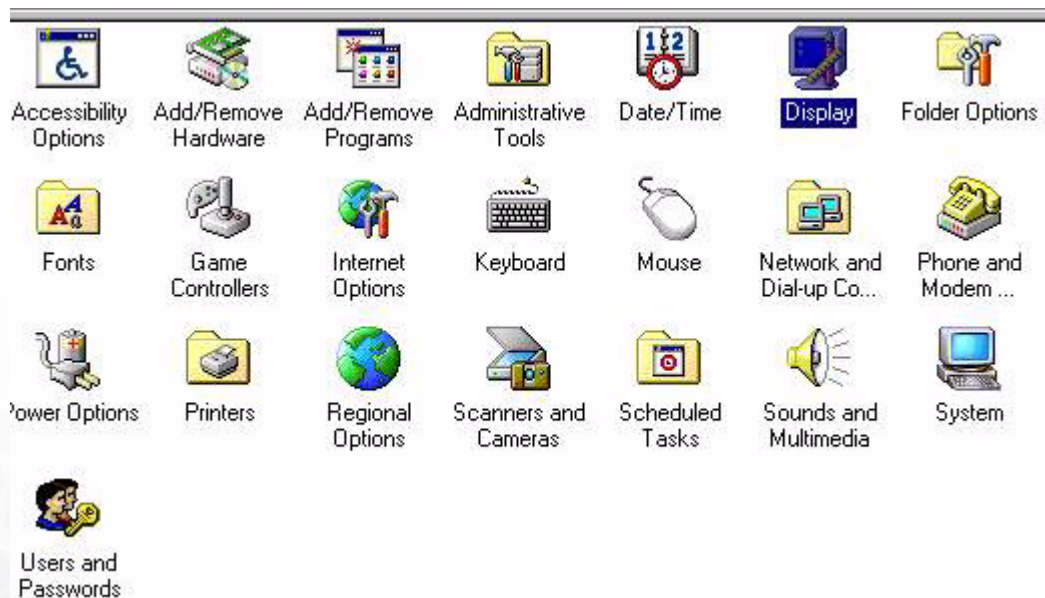 Accessibility Add/Remove Add/Remove Administrative Date/Time Display Folder Options
Options Hardware Programs Tools
Fonts Game Internet Keyboard Mouse Network and Phone and
Controllers Options Dial-up Co... Modem ...
Power Options Printers Regional Scanners and Scheduled Sounds and System
Options Cameras Tasks Multimedia
Users and
Passwords